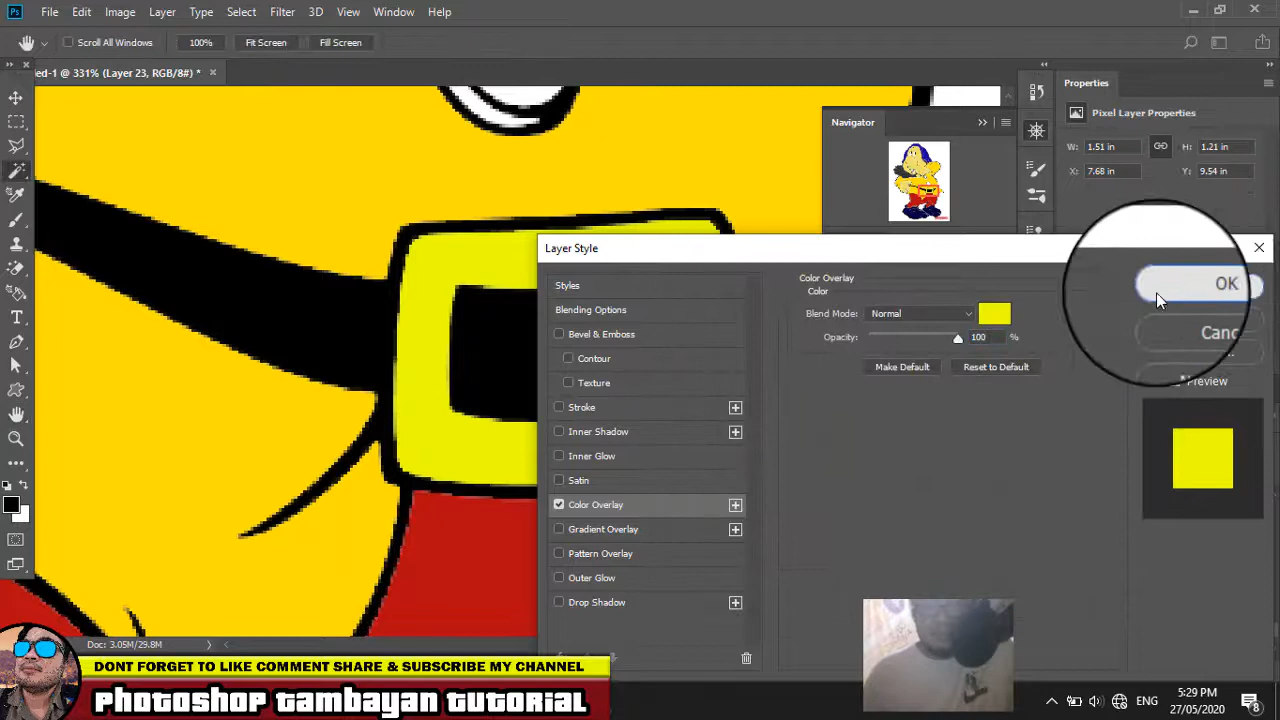 Ps File Edit Image Layer Type Select Filter 3D View Window Help
Scroll All Windows 100% Fit Screen Fill Screen
ed-1 @ 331% (Layer 23, RGB/8#) *
Properties
Pixel Layer Properties
Navigator
W: 1.51 in H: 1.21 in
X: 7.68 in Y: 9.54 in
Layer Style
Styles
Blending Options
Bevel & Emboss
Contour
Texture
Stroke
Inner Shadow
Inner Glow
Satin
Color Overlay
Gradient Overlay
Pattern Overlay
Outer Glow
Drop Shadow
Color Overlay
Color
Blend Mode: Normal
Opacity: 100 %
Make Default Reset to Default
OK
Canc
Preview
Doc: 3.05M/29.8M
DONT FORGET TO LIKE COMMENT SHARE & SUBSCRIBE MY CHANNEL
PHOTOSHOP TAMBAYAN TUTORIAL
ENG
5:29 PM
27/05/2020
8